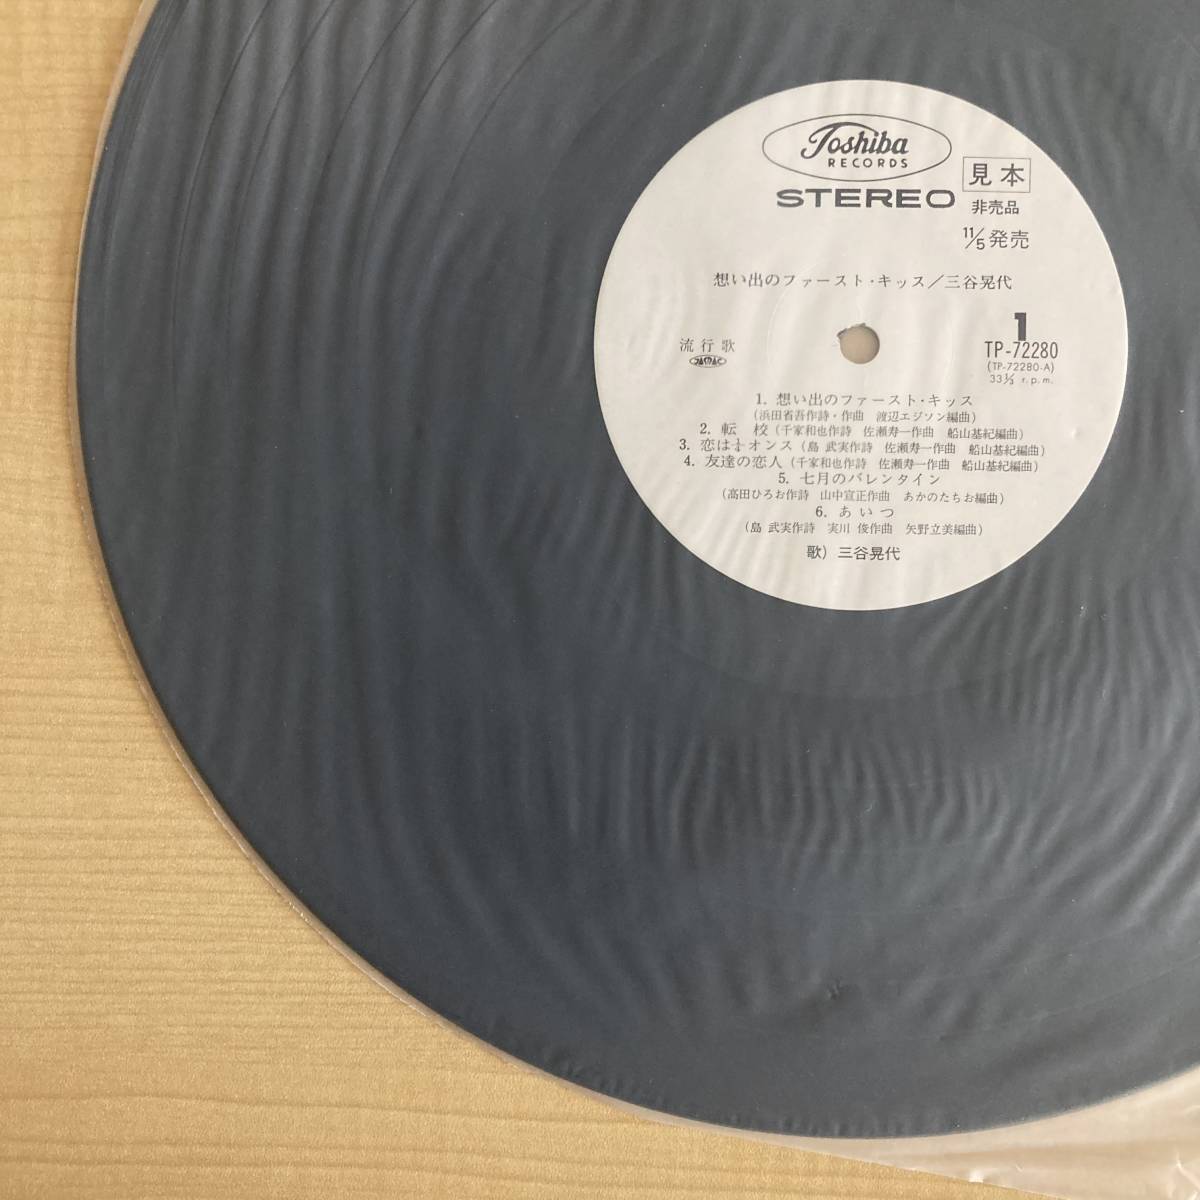 Toshiba
RECORDS
STEREO
見本
非売品
11/5発売
想い出のファースト・キッス/三谷晃代
1
流行歌
TP-72280
(TP-72280-A)
33⅓ r.p.m.
1. 想い出のファースト・キッス
(浜田省吾作詩・作曲 渡辺エジソン編曲)
2. 転 校 (千家和也作詩 佐瀬寿一作曲 船山基紀編曲)
3. 恋は¼オンス (島 武実作詩 佐瀬寿一作曲 船山基紀編曲)
4. 友達の恋人 (千家和也作詩 佐瀬寿一作曲 船山基紀編曲)
5. 七月のバレンタイン
(高田ひろお作詩 山中宣正作曲 あかのたちお編曲)
6. あいつ
(島 武実作詩 実川 俊作曲 矢野立美編曲)
歌) 三谷晃代